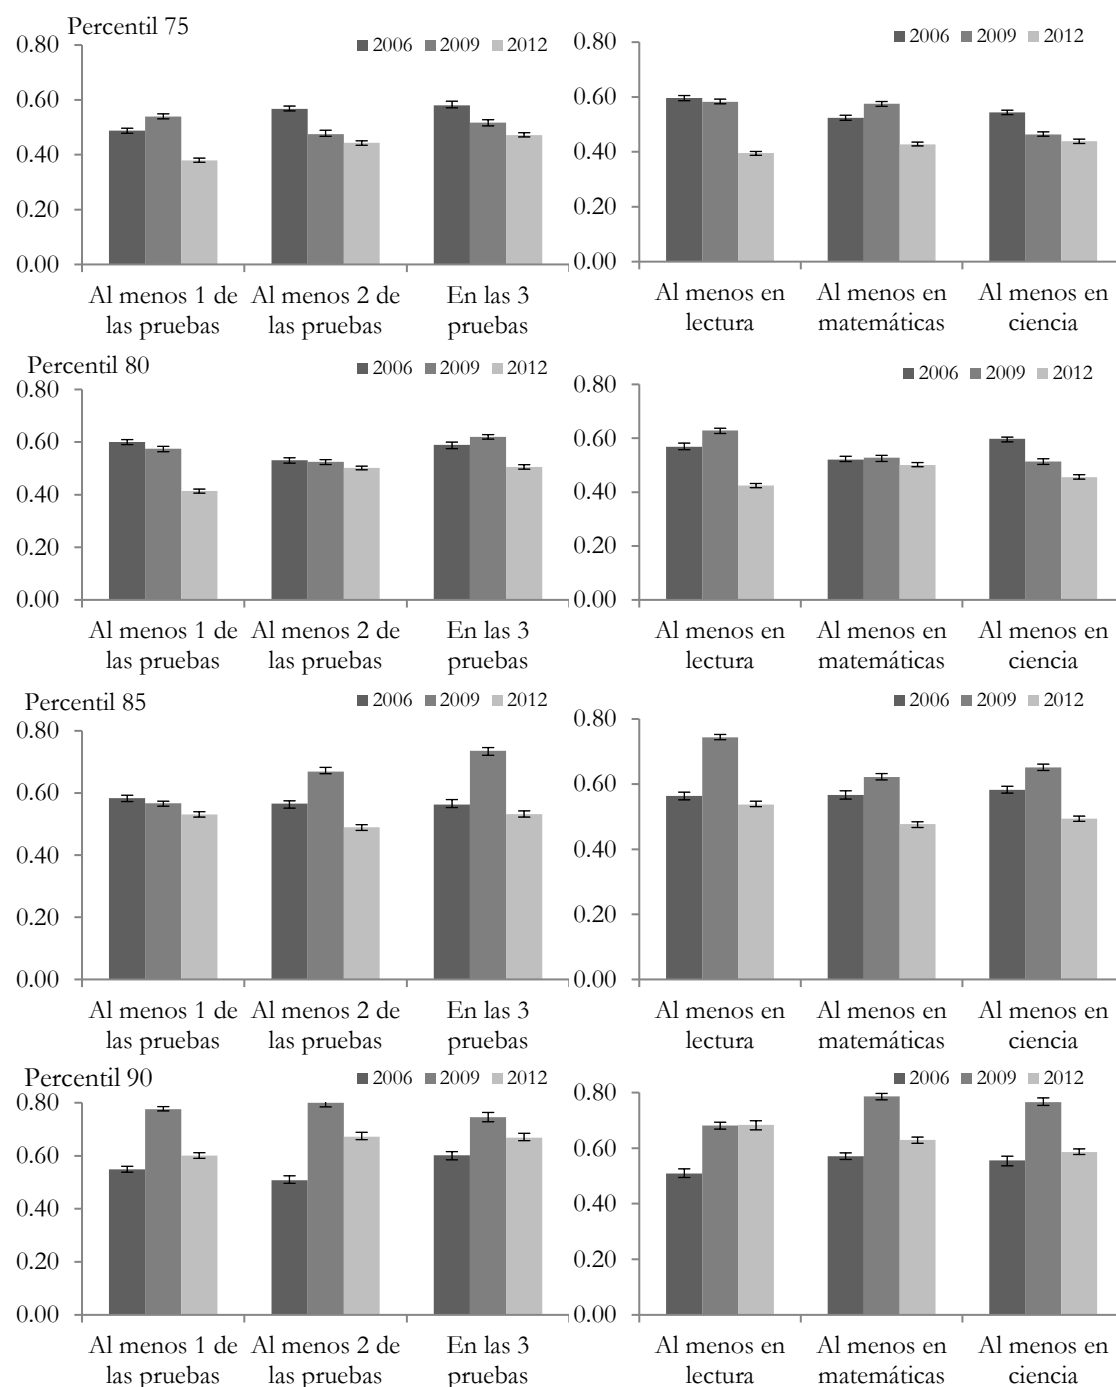 Percentil 75
2006 2009 2012
0.80
0.60
0.40
0.20
0.00
Al menos 1 de
las pruebas
Al menos 2 de
las pruebas
En las 3
pruebas
2006 2009 2012
0.80
0.60
0.40
0.20
0.00
Al menos en
lectura
Al menos en
matemáticas
Al menos en
ciencia
Percentil 80
2006 2009 2012
0.80
0.60
0.40
0.20
0.00
Al menos 1 de
las pruebas
Al menos 2 de
las pruebas
En las 3
pruebas
2006 2009 2012
0.80
0.60
0.40
0.20
0.00
Al menos en
lectura
Al menos en
matemáticas
Al menos en
ciencia
Percentil 85
2006 2009 2012
0.80
0.60
0.40
0.20
0.00
Al menos 1 de
las pruebas
Al menos 2 de
las pruebas
En las 3
pruebas
2006 2009 2012
0.80
0.60
0.40
0.20
0.00
Al menos en
lectura
Al menos en
matemáticas
Al menos en
ciencia
Percentil 90
2006 2009 2012
0.80
0.60
0.40
0.20
0.00
Al menos 1 de
las pruebas
Al menos 2 de
las pruebas
En las 3
pruebas
2006 2009 2012
0.80
0.60
0.40
0.20
0.00
Al menos en
lectura
Al menos en
matemáticas
Al menos en
ciencia